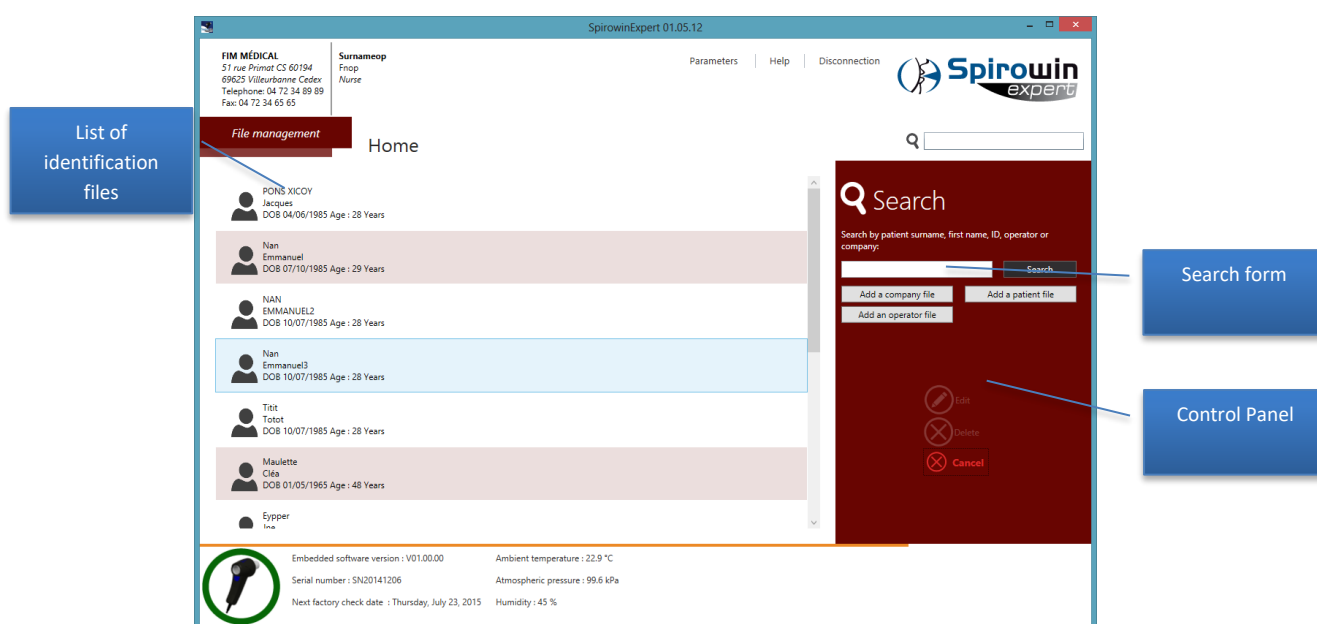 SpirowinExpert 01.05.12
FIM MÉDICAL
51 rue Primat CS 60194
69625 Villeurbanne Cedex
Telephone: 04 72 34 89 89
Fax: 04 72 34 65 65
Surnameop
Fnop
Nurse
Parameters
Help
Disconnection
Spirowin
expert
List of
identification
files
File management
Home
PONS XICOY
Jacques
DOB 04/06/1985 Age : 28 Years
Nan
Emmanuel
DOB 07/10/1985 Age : 29 Years
NAN
EMMANUEL2
DOB 10/07/1985 Age : 28 Years
Nan
Emmanuel3
DOB 10/07/1985 Age : 28 Years
Titit
Totot
DOB 10/07/1985 Age : 28 Years
Maulette
Cléa
DOB 01/05/1965 Age : 48 Years
Eypper
Search
Search by patient surname, first name, ID, operator or
company:
Search
Add a company file
Add a patient file
Add an operator file
Edit
Delete
Cancel
Search form
Control Panel
Embedded software version : V01.00.00
Serial number : SN20141206
Next factory check date : Thursday, July 23, 2015
Ambient temperature : 22.9 °C
Atmospheric pressure : 99.6 kPa
Humidity : 45 %